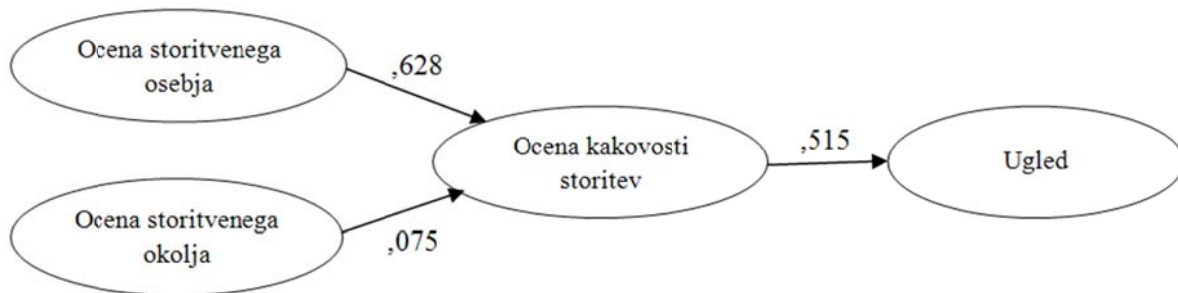 Ocena storitvenega
osebja
,628
Ocena kakovosti
storitev
,515
Ugled
Ocena storitvenega
okolja
,075